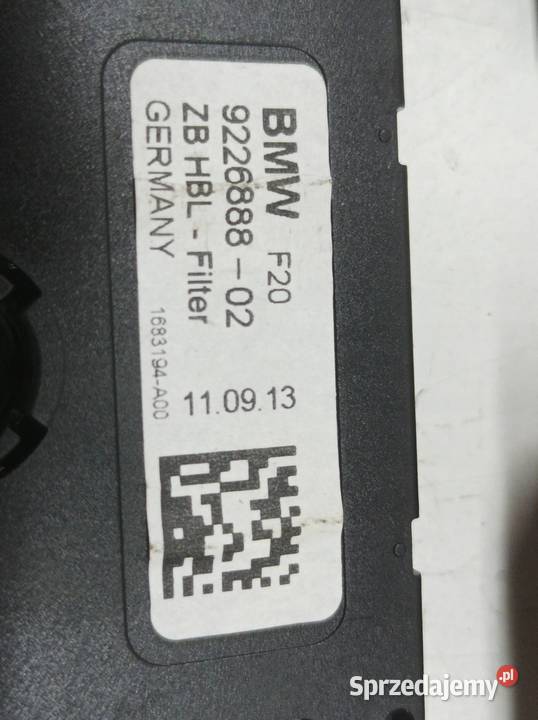 BMW F20
9226888-02
ZB HBL - Filter
GERMANY 1683194-A00
11.09.13
Sprzedajemy.pl